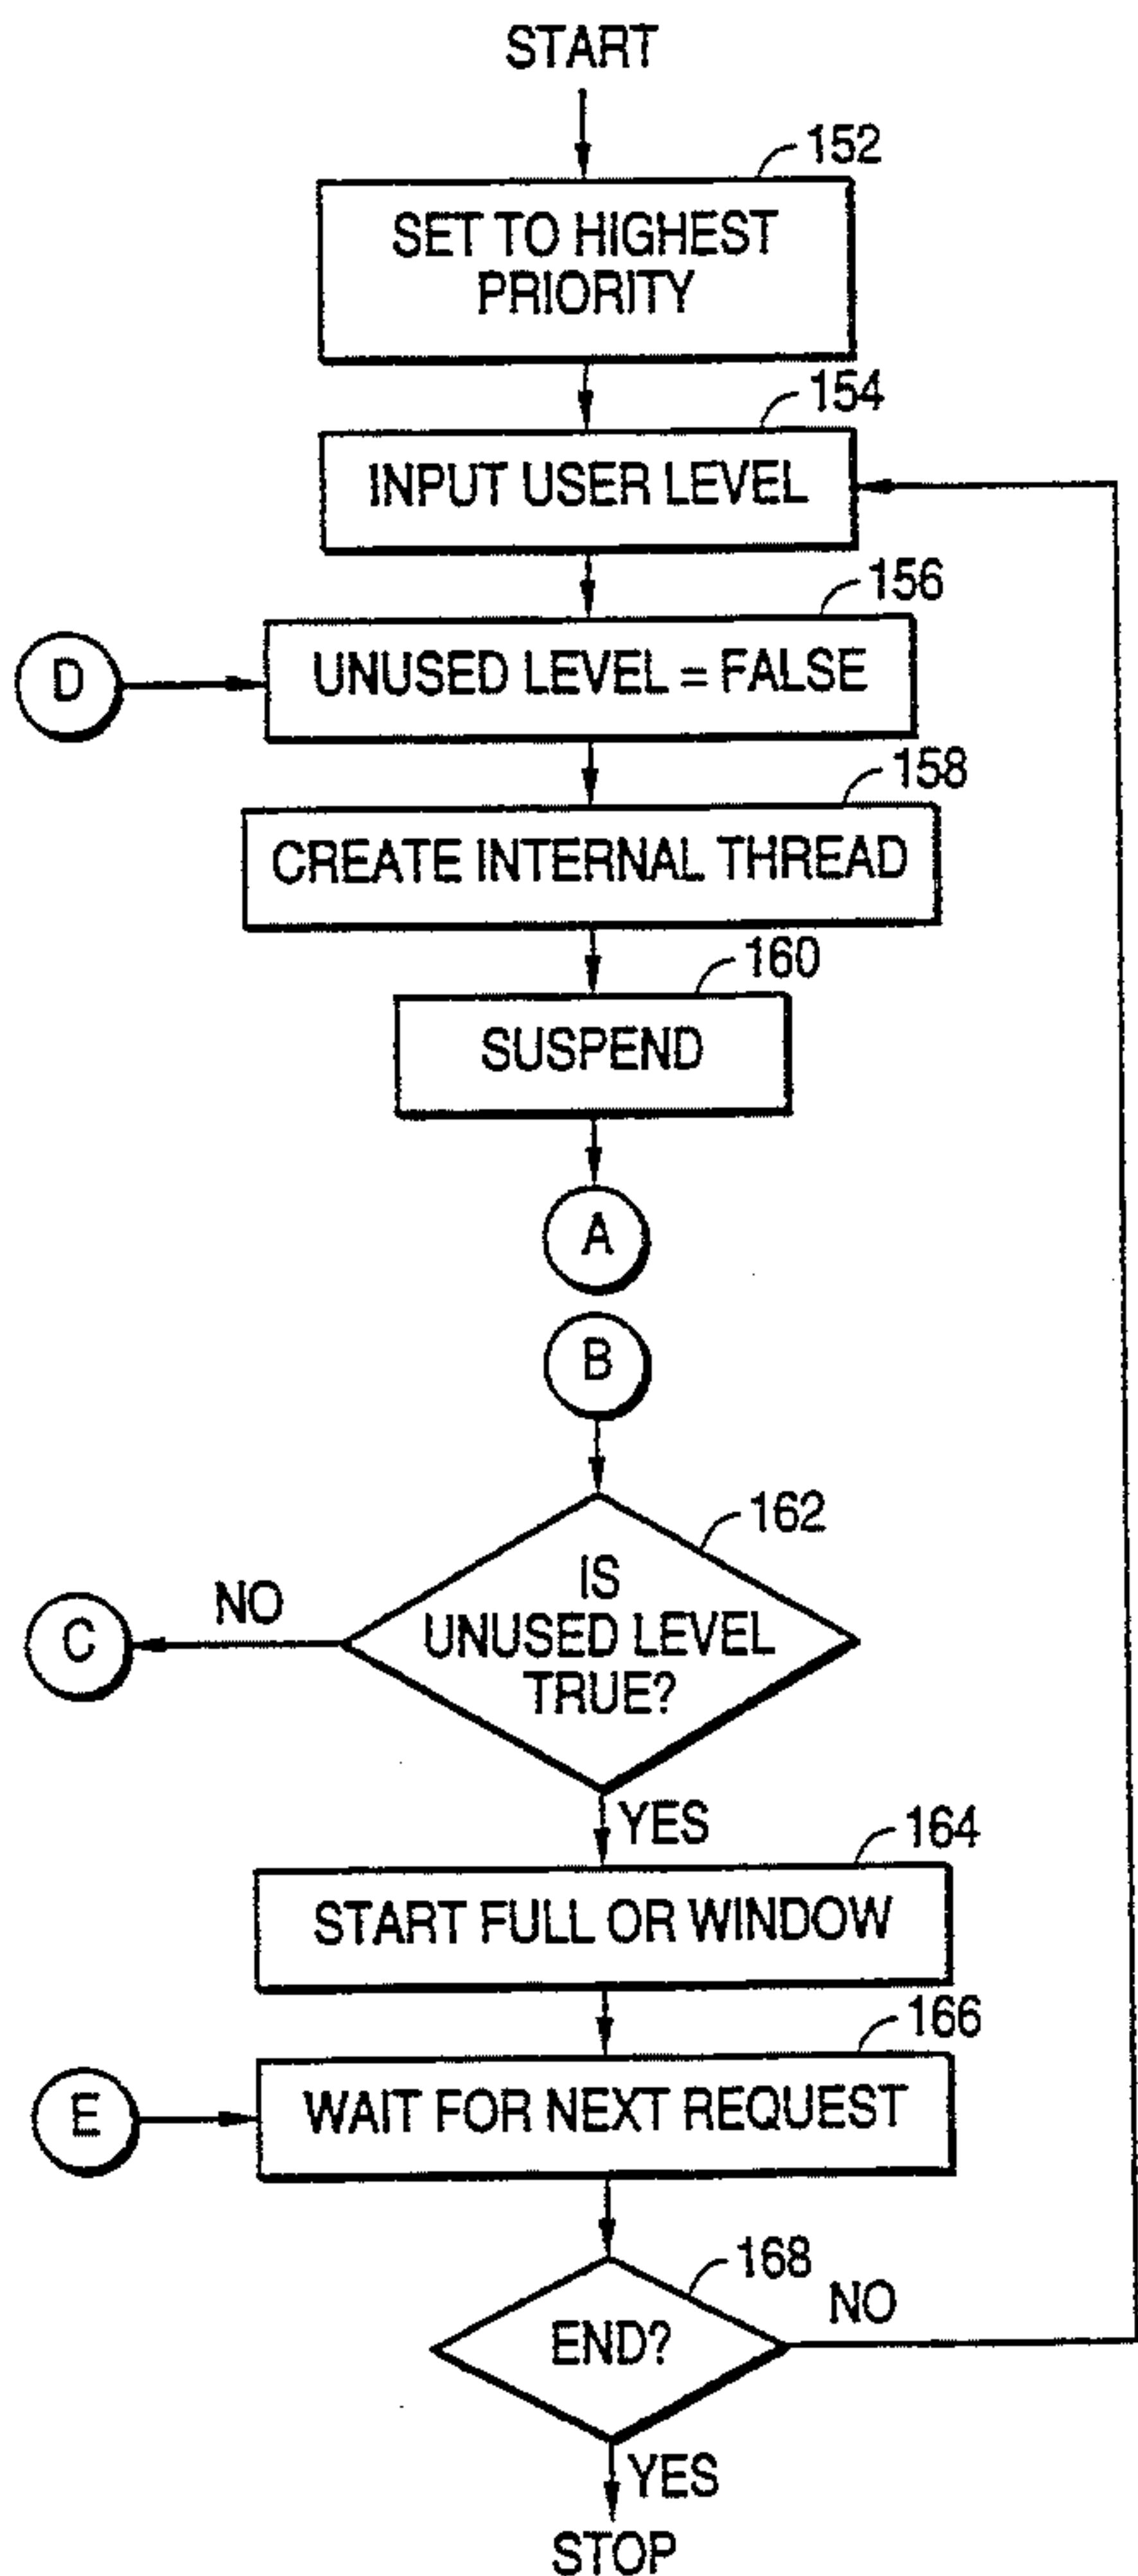 START
152
SET TO HIGHEST
PRIORITY
154
INPUT USER LEVEL
156
D
UNUSED LEVEL = FALSE
158
CREATE INTERNAL THREAD
160
SUSPEND
A
B
162
IS
UNUSED LEVEL
TRUE?
NO
C
YES
164
START FULL OR WINDOW
166
E
WAIT FOR NEXT REQUEST
168
END?
NO
YES
STOP